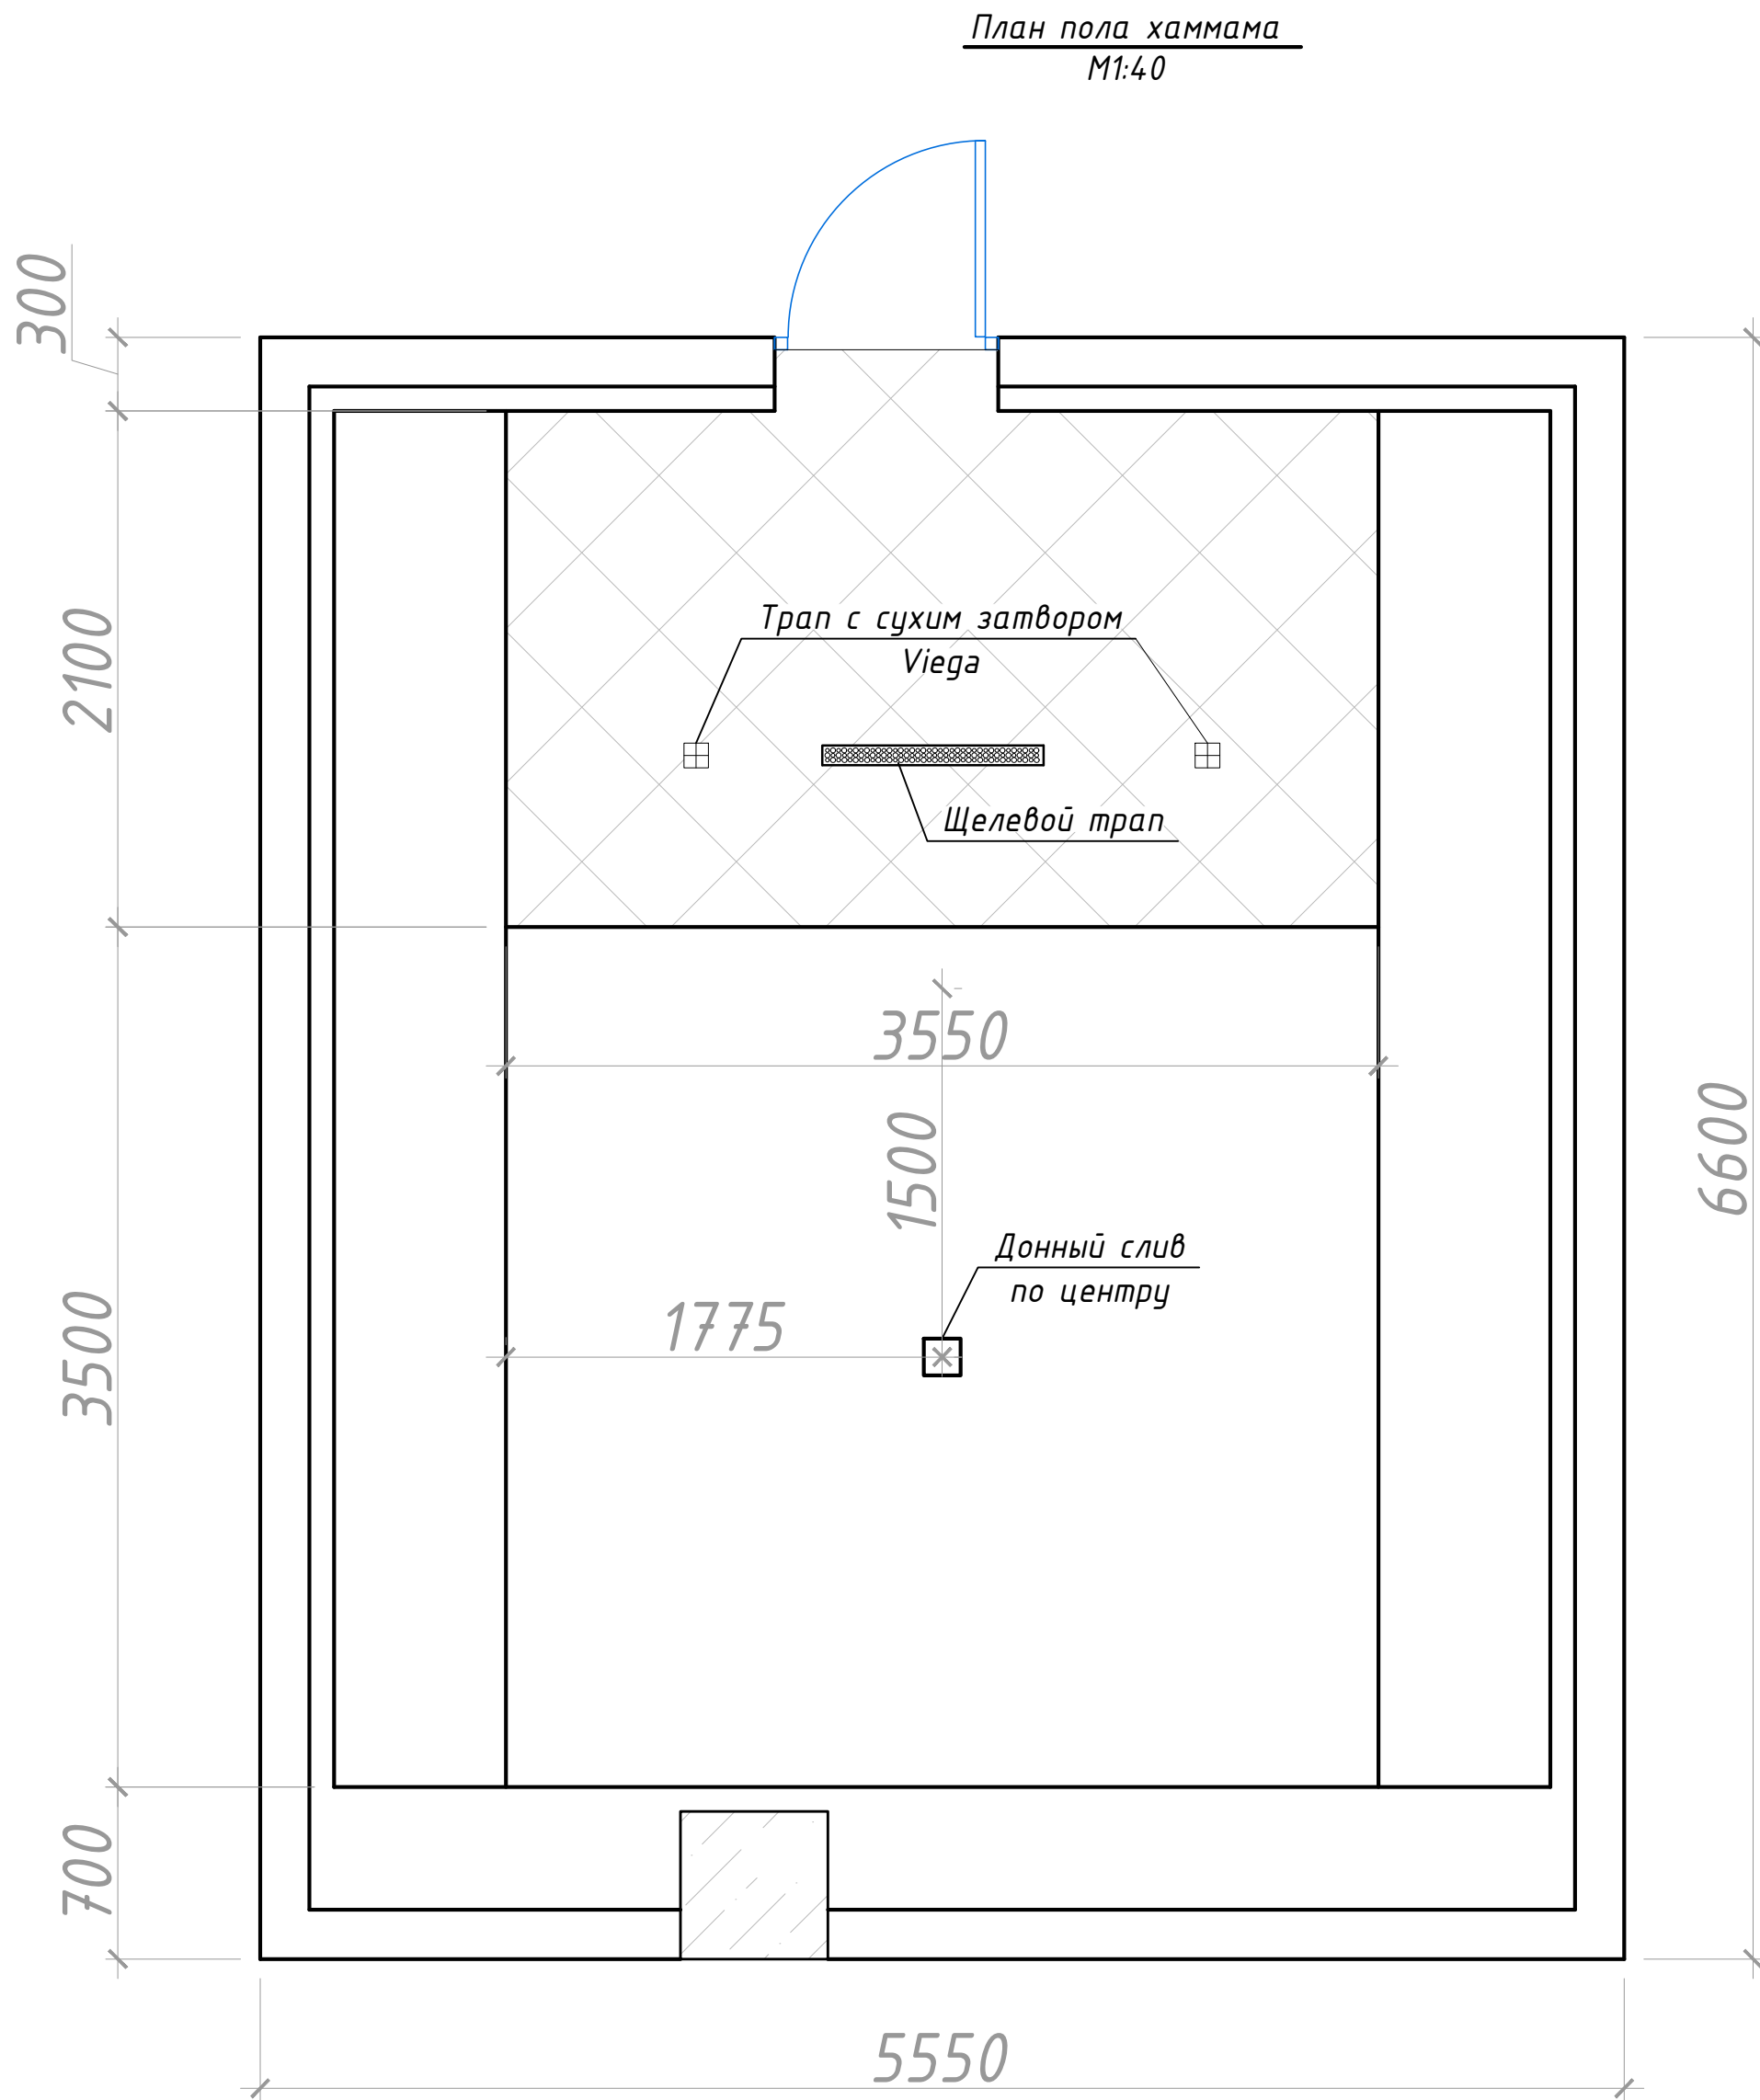 План пола хаммама
М1:40
300
2100
Трап с сухим затвором
Viega
Щелевой трап
3550
1500
6600
Донный слив
по центру
1775
3500
700
5550